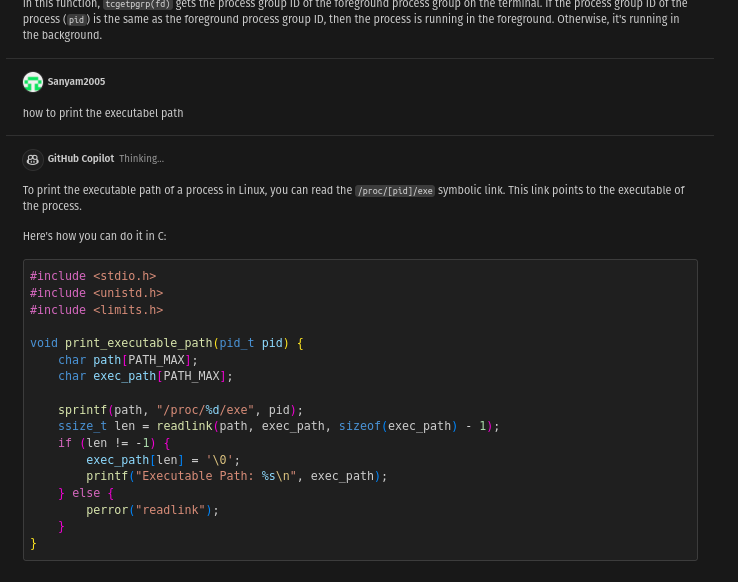 In this function, tcgetpgrp(fd) gets the process group ID of the foreground process group on the terminal. If the process group ID of the
process (pid) is the same as the foreground process group ID, then the process is running in the foreground. Otherwise, it's running in
the background.
Sanyam2005
how to print the executabel path
GitHub Copilot Thinking...
To print the executable path of a process in Linux, you can read the /proc/[pid]/exe symbolic link. This link points to the executable of
the process.
Here's how you can do it in C:
#include <stdio.h>
#include <unistd.h>
#include <limits.h>
void print_executable_path(pid_t pid) {
    char path[PATH_MAX];
    char exec_path[PATH_MAX];
    sprintf(path, "/proc/%d/exe", pid);
    ssize_t len = readlink(path, exec_path, sizeof(exec_path) - 1);
    if (len != -1) {
        exec_path[len] = '\0';
        printf("Executable Path: %s\n", exec_path);
    } else {
        perror("readlink");
    }
}